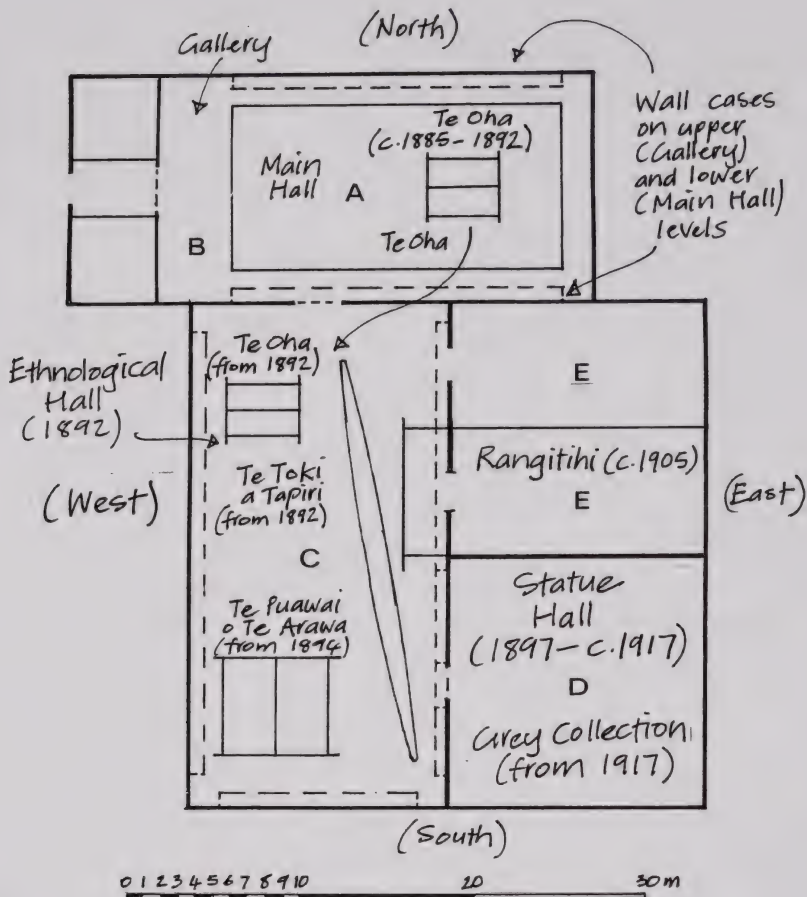 (North)
Gallery
Wall cases
on upper
(Gallery)
and lower
(Main Hall)
levels
Te Oha
(c.1885-1892)
Main
Hall
A
Te Oha
B
Te Oha
(from 1892)
Ethnological
Hall
(1892)
(West)
Te Toki
a Tapiri
(from 1892)
C
Te Puawai
o Te Arawa
(from 1894)
E
Rangitihi (c.1905)
E
(East)
Statue
Hall
(1897-c.1917)
D
Grey Collection
(from 1917)
(South)
0 1 2 3 4 5 6 7 8 9 10 20 30 m